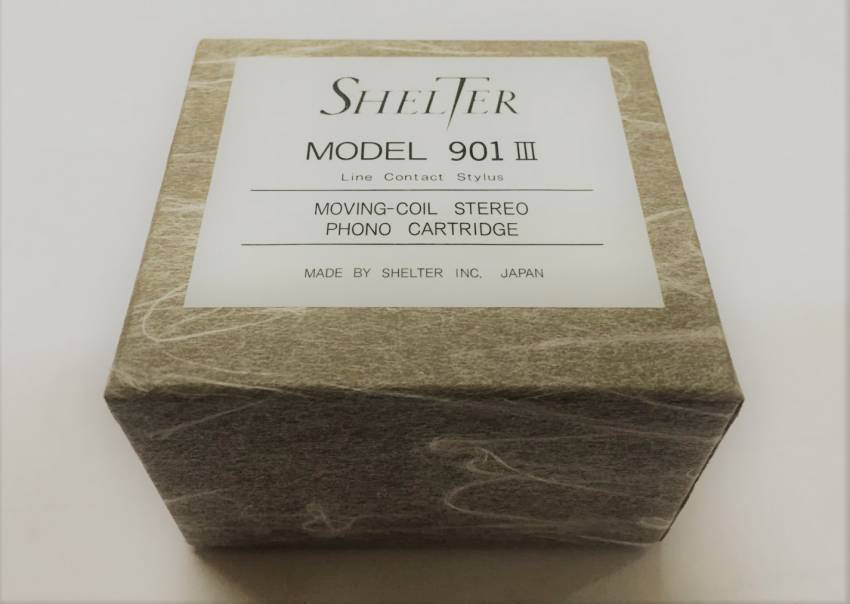 SHELTER
MODEL 901 III
Line Contact Stylus
MOVING-COIL STEREO
PHONO CARTRIDGE
MADE BY SHELTER INC. JAPAN